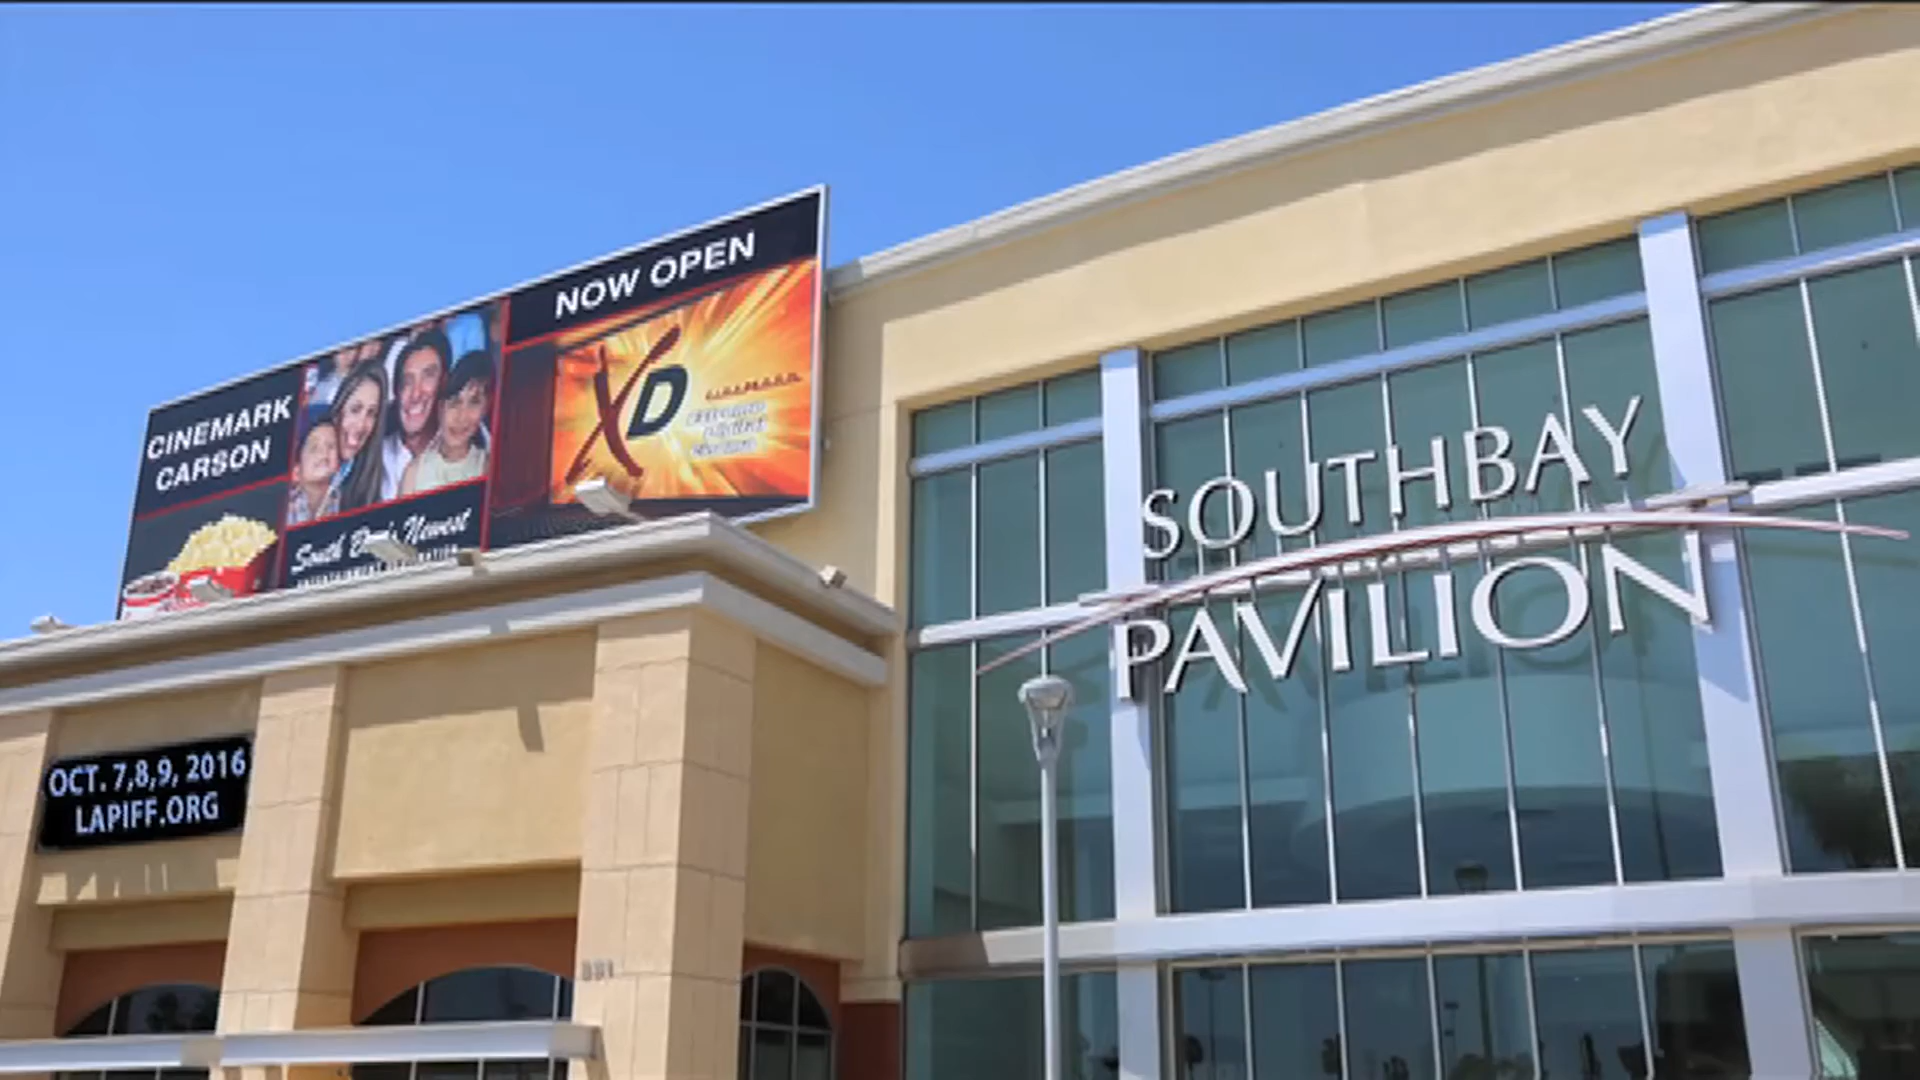 CINEMARK
CARSON
NOW OPEN
XD
South Bay's Newest
SOUTHBAY
PAVILION
OCT. 7,8,9, 2016
LAPIFF.ORG